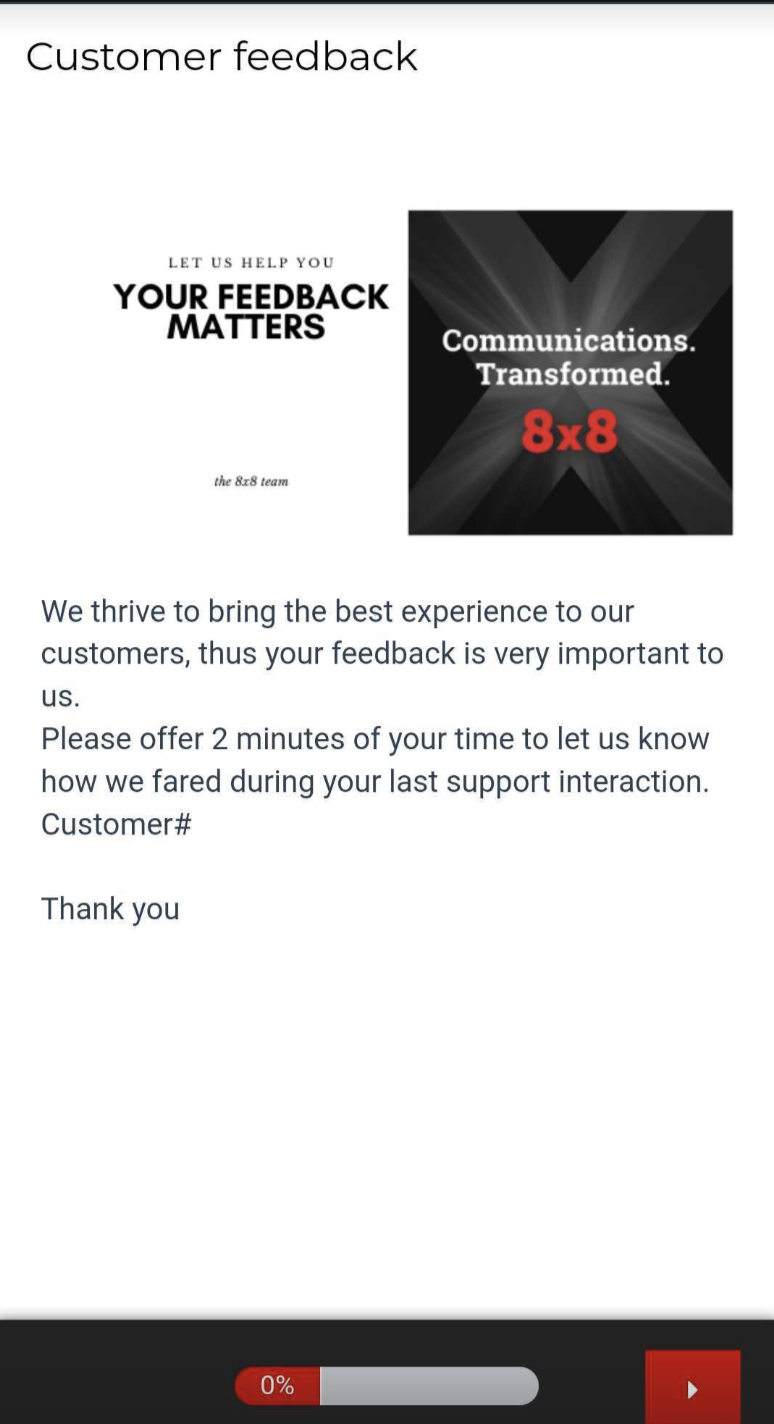 Customer feedback
LET US HELP YOU
YOUR FEEDBACK
MATTERS
the 8x8 team
Communications.
Transformed.
8x8
We thrive to bring the best experience to our
customers, thus your feedback is very important to
us.
Please offer 2 minutes of your time to let us know
how we fared during your last support interaction.
Customer#
Thank you
0%